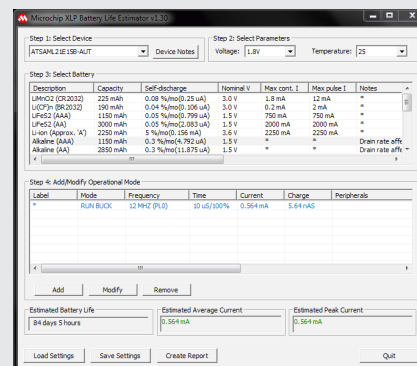 Microchip XLP Battery Life Estimator v1.30
Step 1: Select Device
ATSAML21E15B-AUT
Device Notes
Step 2: Select Parameters
Voltage: 1.8V
Temperature: 25
Step 3: Select Battery
Description Capacity Self-discharge Nominal V Max cont. I Max pulse I Notes
LiMnO2 (CR2032) 225 mAh 0.08 %/mo(0.25 uA) 3.0 V 1.8 mA 12 mA *
Li(CF)n (BR2032) 190 mAh 0.04 %/mo(0.106 uA) 3.0 V 0.2 mA 2 mA *
LiFeS2 (AAA) 1150 mAh 0.05 %/mo(0.799 uA) 1.5 V 750 mA 750 mA *
LiFeS2 (AA) 3000 mAh 0.05 %/mo(2.083 uA) 1.5 V 2000 mA 2000 mA *
Li-ion (Approx. 'A') 2250 mAh 5 %/mo(0.156 mA) 3.6 V 2250 mA 2250 mA *
Alkaline (AAA) 1150 mAh 0.3 %/mo(4.792 uA) 1.5 V * * Drain rate affe
Alkaline (AA) 2850 mAh 0.3 %/mo(11.875 uA) 1.5 V * * Drain rate affe
Step 4: Add/Modify Operational Mode
Label Mode Frequency Time Current Charge Peripherals
* RUN BUCK 12 MHZ (PL0) 10 uS/100% 0.564 mA 5.64 nAS
Add Modify Remove
Estimated Battery Life
84 days 5 hours
Estimated Average Current
0.564 mA
Estimated Peak Current
0.564 mA
Load Settings Save Settings Create Report Quit